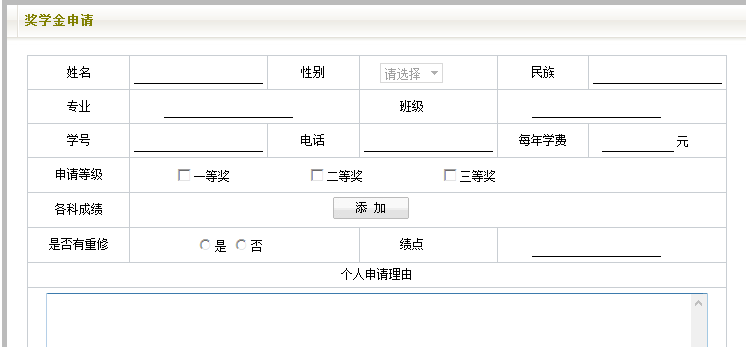 奖学金申请
姓名 性别 请选择 民族
专业 班级
学号 电话 每年学费 元
申请等级 一等奖 二等奖 三等奖
各科成绩 添 加
是否有重修 是 否 绩点
个人申请理由